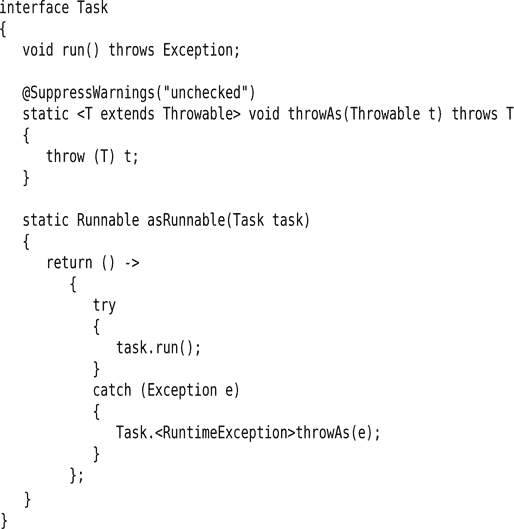 interface Task
{
void run() throws Exception;
@SuppressWarnings("unchecked")
static <T extends Throwable> void throwAs(Throwable t) throws T
{
throw (T) t;
}
static Runnable asRunnable(Task task)
{
return () ->
{
try
{
task.run();
}
catch (Exception e)
{
Task.<RuntimeException>throwAs(e);
}
};
}
}